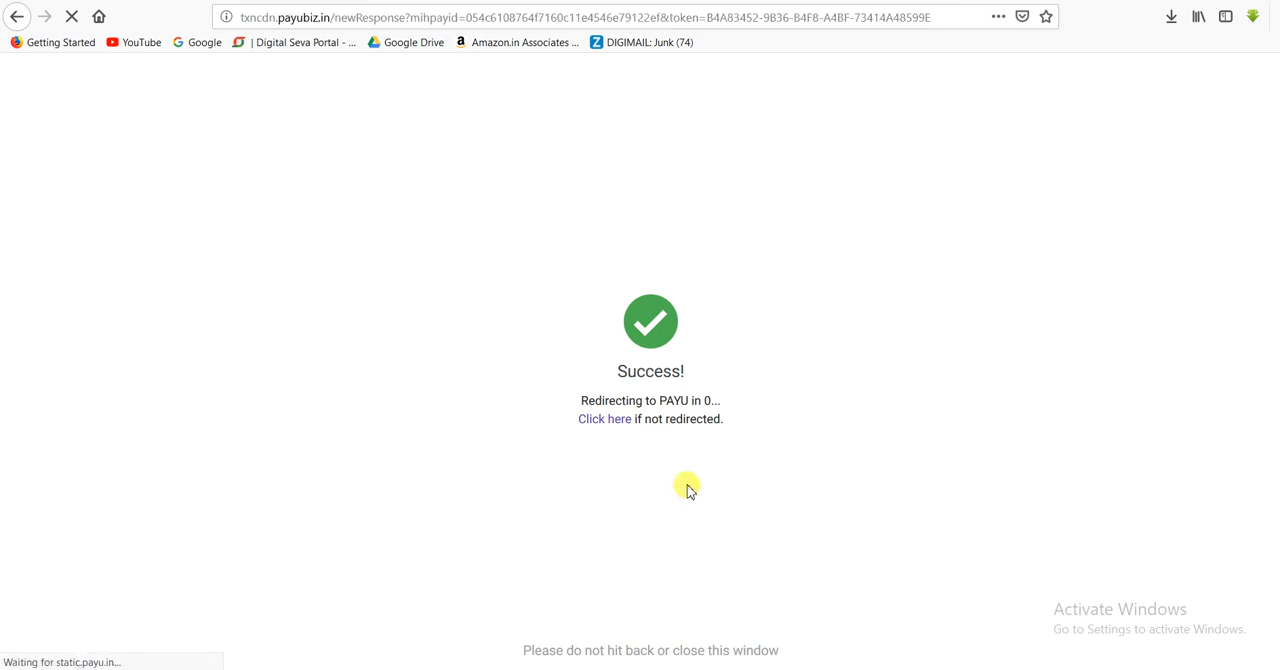 txncdn.payubiz.in/newResponse?mihpayid=054c6108764f7160c11e4546e79122ef&token=B4A83452-9B36-B4F8-A4BF-73414A48599E
Getting Started YouTube Google | Digital Seva Portal - ... Google Drive Amazon.in Associates ... DIGIMAIL: Junk (74)
Success!
Redirecting to PAYU in 0...
Click here if not redirected.
Activate Windows
Go to Settings to activate Windows.
Please do not hit back or close this window
Waiting for static.payu.in...